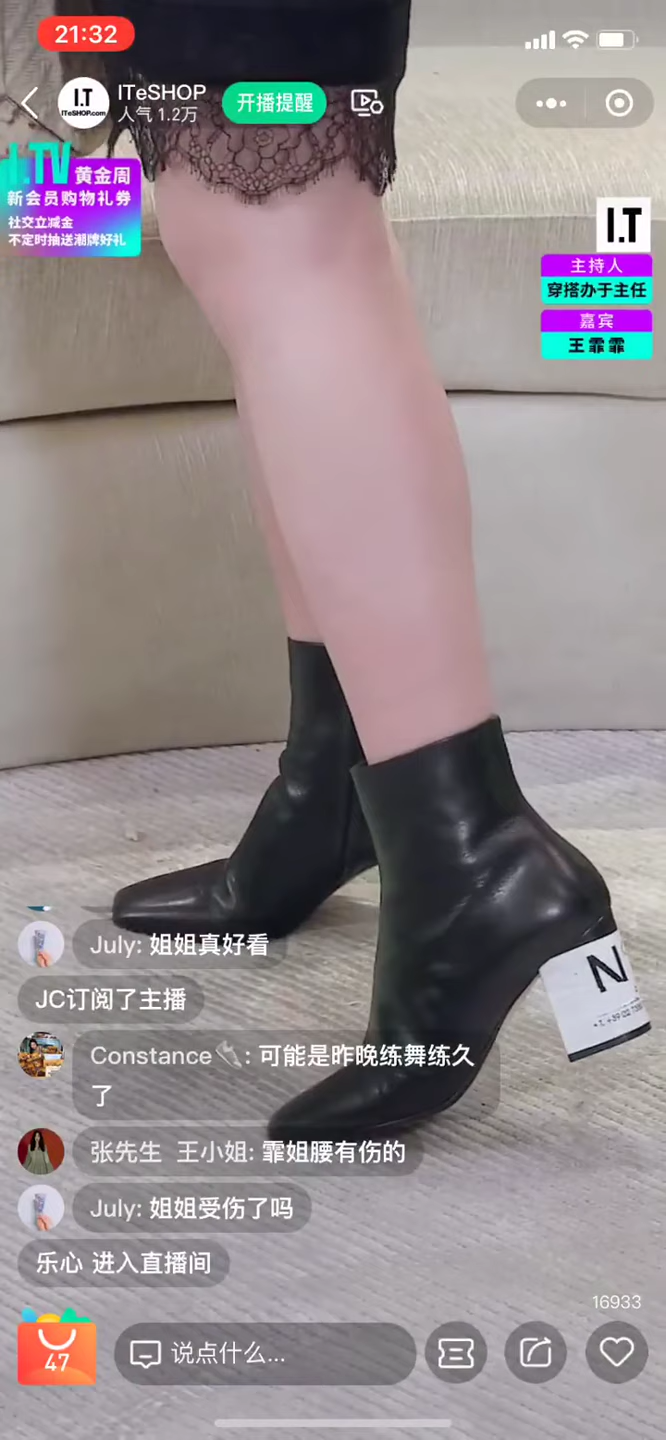 21:32
I.T
ITeSHOP.com
ITeSHOP
人气 1.2万
开播提醒
I.TV 黄金周
新会员购物礼券
社交立减金
不定时抽送潮牌好礼
I.T
主持人
穿搭办于主任
嘉宾
王霏霏
N
July: 姐姐真好看
JC订阅了主播
Constance: 可能是昨晚练舞练久
了
张先生 王小姐: 霏姐腰有伤的
July: 姐姐受伤了吗
乐心 进入直播间
16933
47
说点什么...